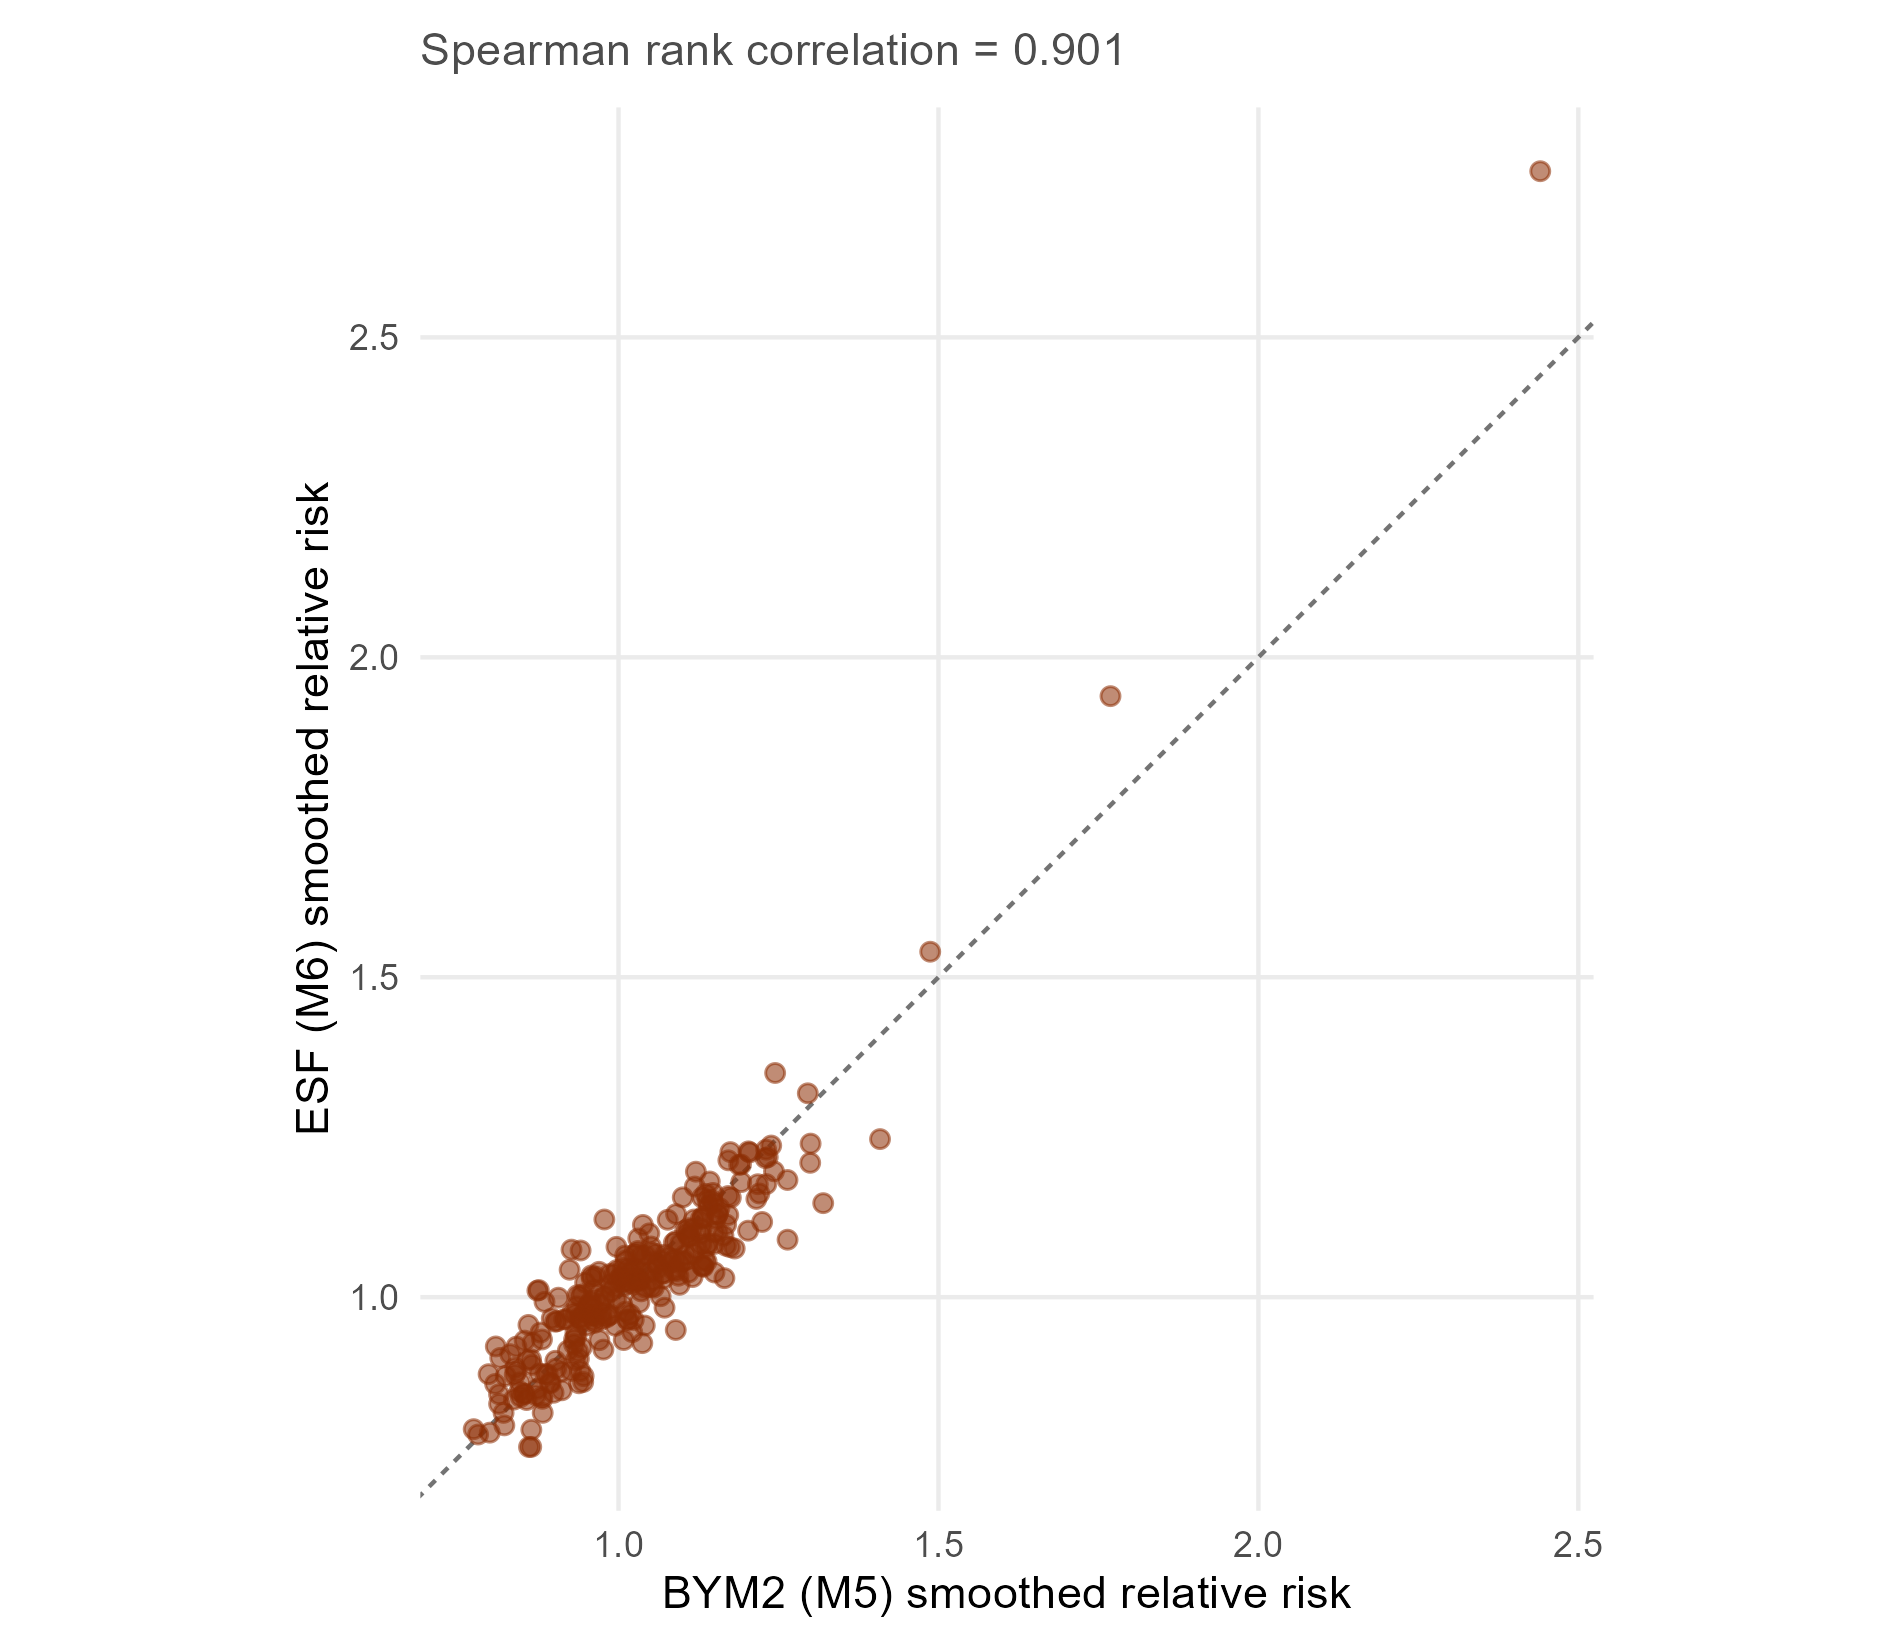 Spearman rank correlation = 0.901
ESF (M6) smoothed relative risk
2.5
2.0
1.5
1.0
1.0
1.5
2.0
2.5
BYM2 (M5) smoothed relative risk